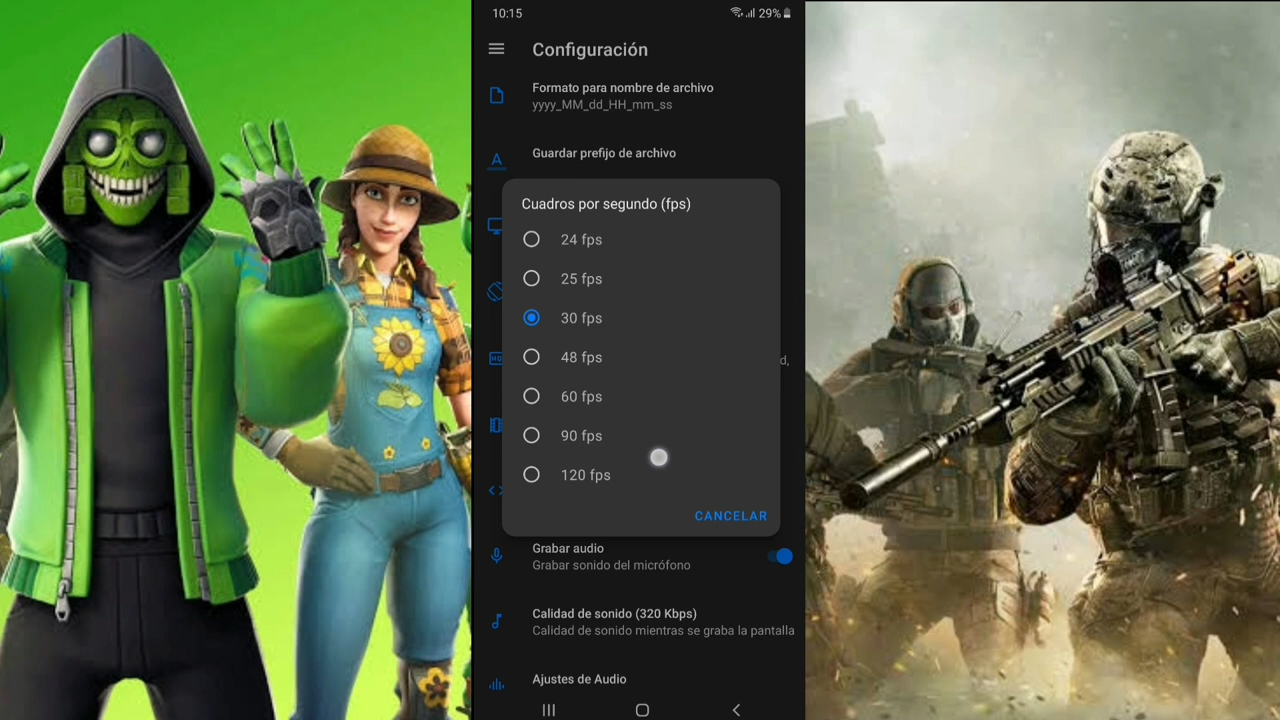 10:15
29%
Configuración
Formato para nombre de archivo
yyyy_MM_dd_HH_mm_ss
Guardar prefijo de archivo
Cuadros por segundo (fps)
24 fps
25 fps
30 fps
d,
48 fps
60 fps
90 fps
120 fps
CANCELAR
Grabar audio
Grabar sonido del micrófono
Calidad de sonido (320 Kbps)
Calidad de sonido mientras se graba la pantalla
Ajustes de Audio